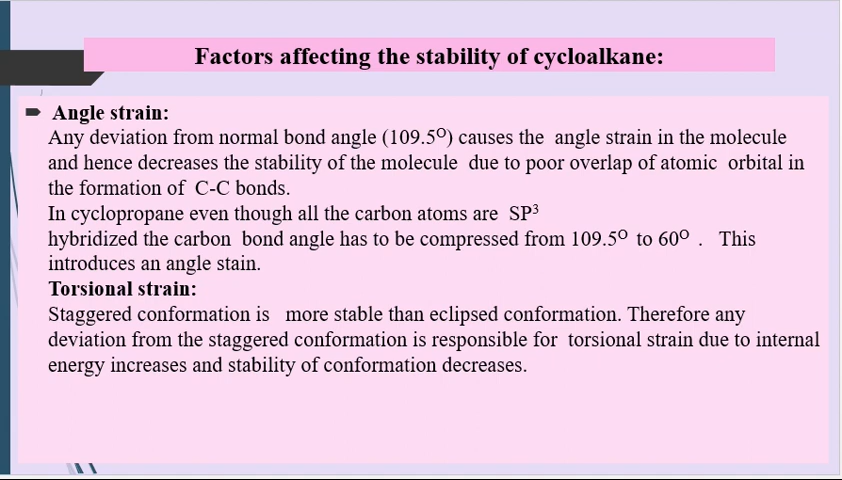 Factors affecting the stability of cycloalkane:
Angle strain:
Any deviation from normal bond angle (109.5ᴼ) causes the angle strain in the molecule
and hence decreases the stability of the molecule due to poor overlap of atomic orbital in
the formation of C-C bonds.
In cyclopropane even though all the carbon atoms are SP³
hybridized the carbon bond angle has to be compressed from 109.5ᴼ to 60ᴼ . This
introduces an angle stain.
Torsional strain:
Staggered conformation is more stable than eclipsed conformation. Therefore any
deviation from the staggered conformation is responsible for torsional strain due to internal
energy increases and stability of conformation decreases.